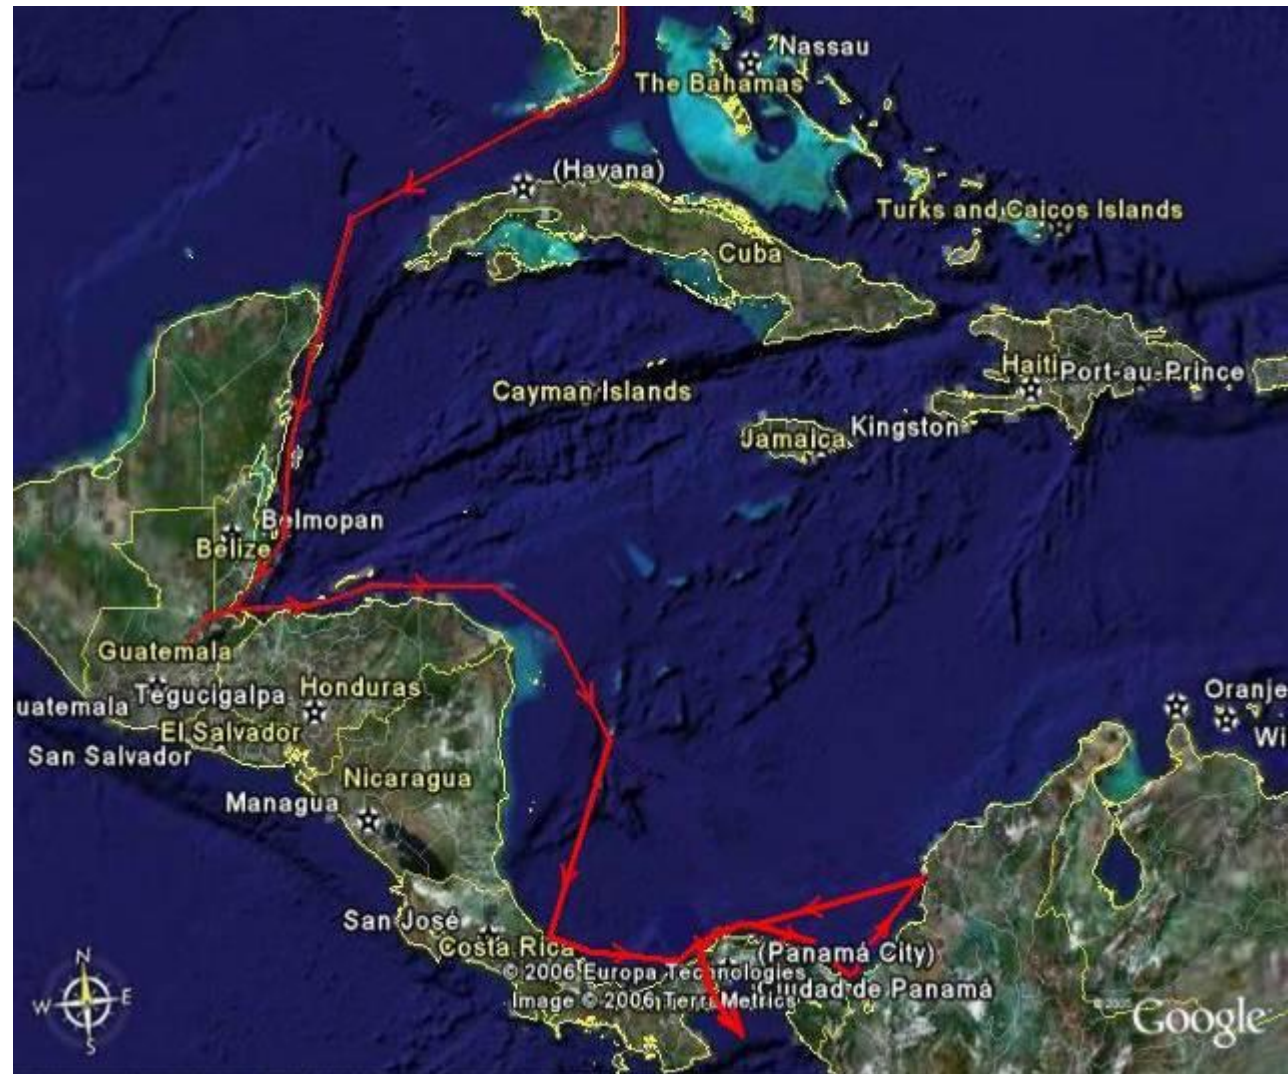 Nassau
The Bahamas
(Havana)
Turks and Caicos Islands
Cuba
Haiti
Port-au-Prince
Cayman Islands
Jamaica
Kingston
Belmopan
Belize
Guatemala
Honduras
Tegucigalpa
Oranje
uatemala
El Salvador
Wi
San Salvador
Nicaragua
Managua
San José
Costa Rica
(Panamá City)
© 2006 Europa Technologies
Ciudad de Panamá
Image © 2006 TerraMetrics
N
W
E
S
© 2005
Google